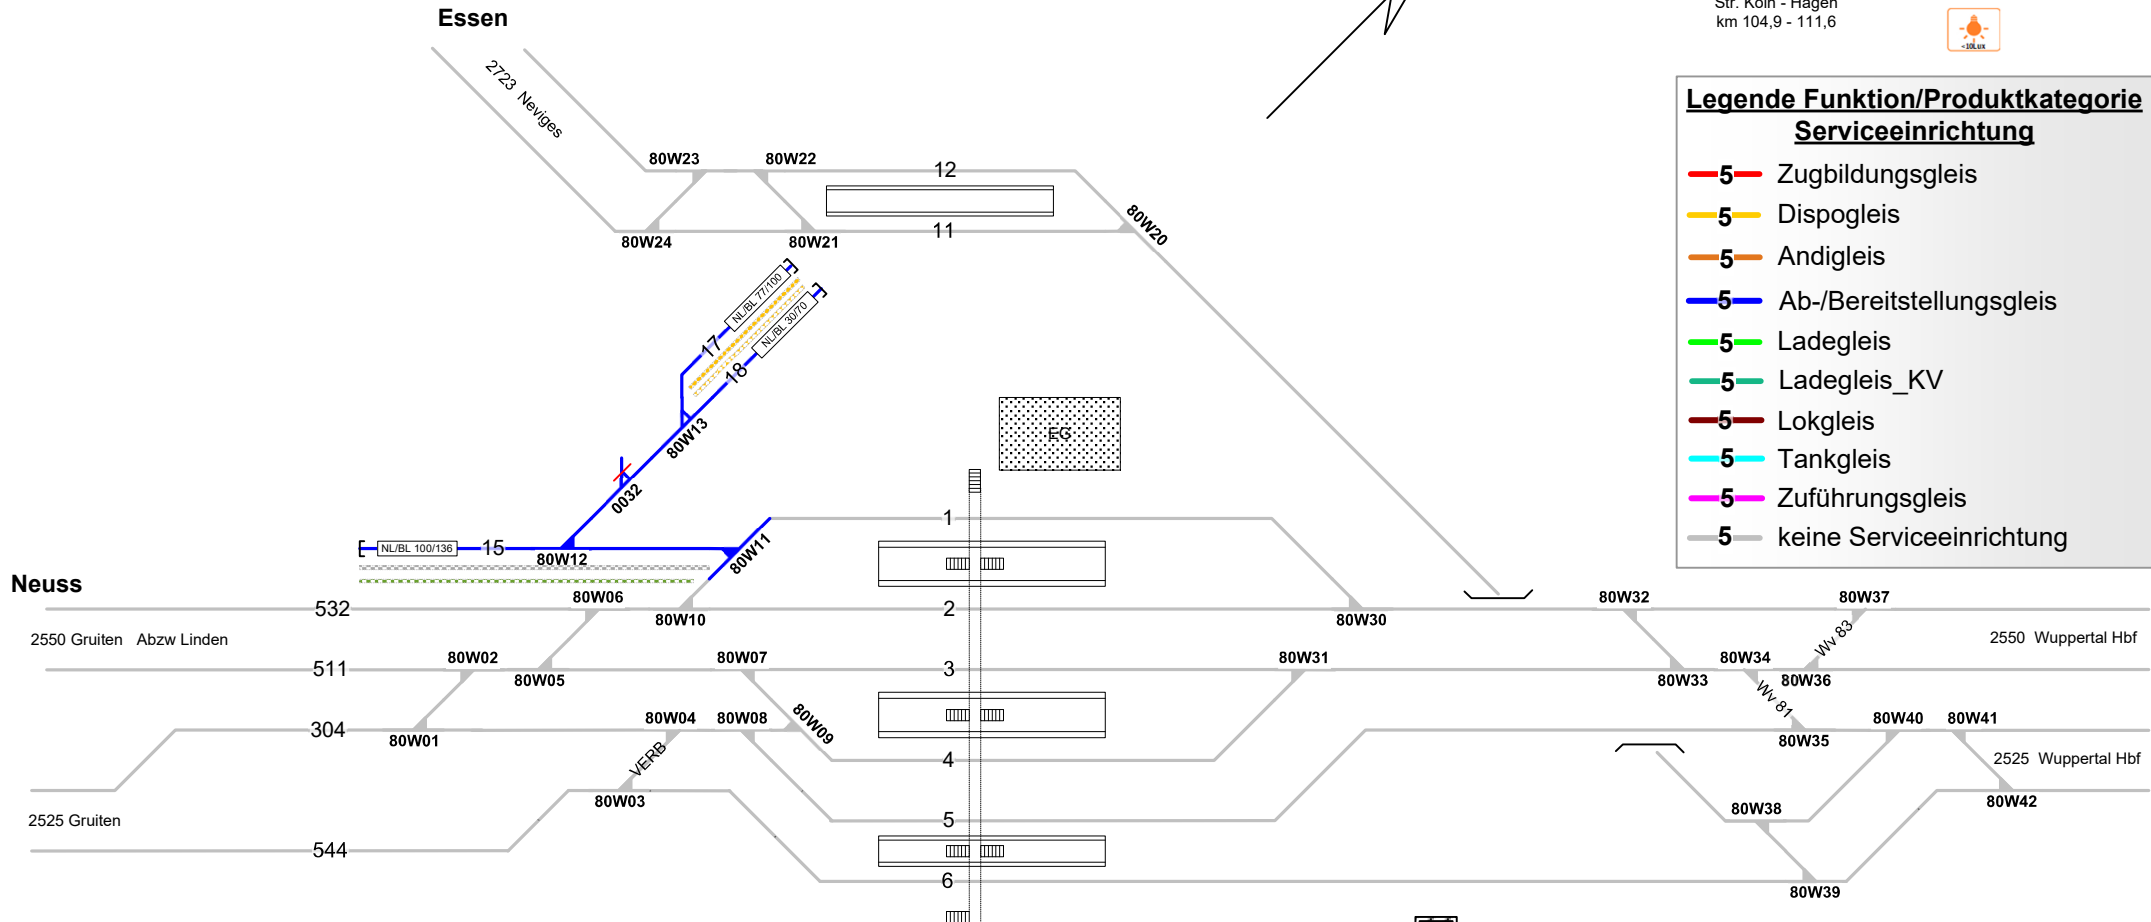 Essen
Str. Köln - Hagen
km 104,9 - 111,6
<10Lux
2723 Neviges
Legende Funktion/Produktkategorie
Serviceeinrichtung
5 Zugbildungsgleis
5 Dispogleis
5 Andigleis
5 Ab-/Bereitstellungsgleis
5 Ladegleis
5 Ladegleis_KV
5 Lokgleis
5 Tankgleis
5 Zuführungsgleis
5 keine Serviceeinrichtung
80W23
80W22
12
80W20
80W24
80W21
11
NL/BL 77/100
NL/BL 30/70
17
18
80W13
EG
0032
1
NL/BL 100/136
15
80W12
80W11
Neuss
80W06
80W32
80W37
532
2
80W10
80W30
2550 Gruiten Abzw Linden
Wv 83
2550 Wuppertal Hbf
80W02
80W07
80W31
80W34
511
3
80W05
80W33
80W36
Wv 81
80W04
80W08
80W09
80W40
80W41
304
80W01
80W35
VERB
4
2525 Wuppertal Hbf
80W03
80W38
80W42
2525 Gruiten
5
544
6
80W39